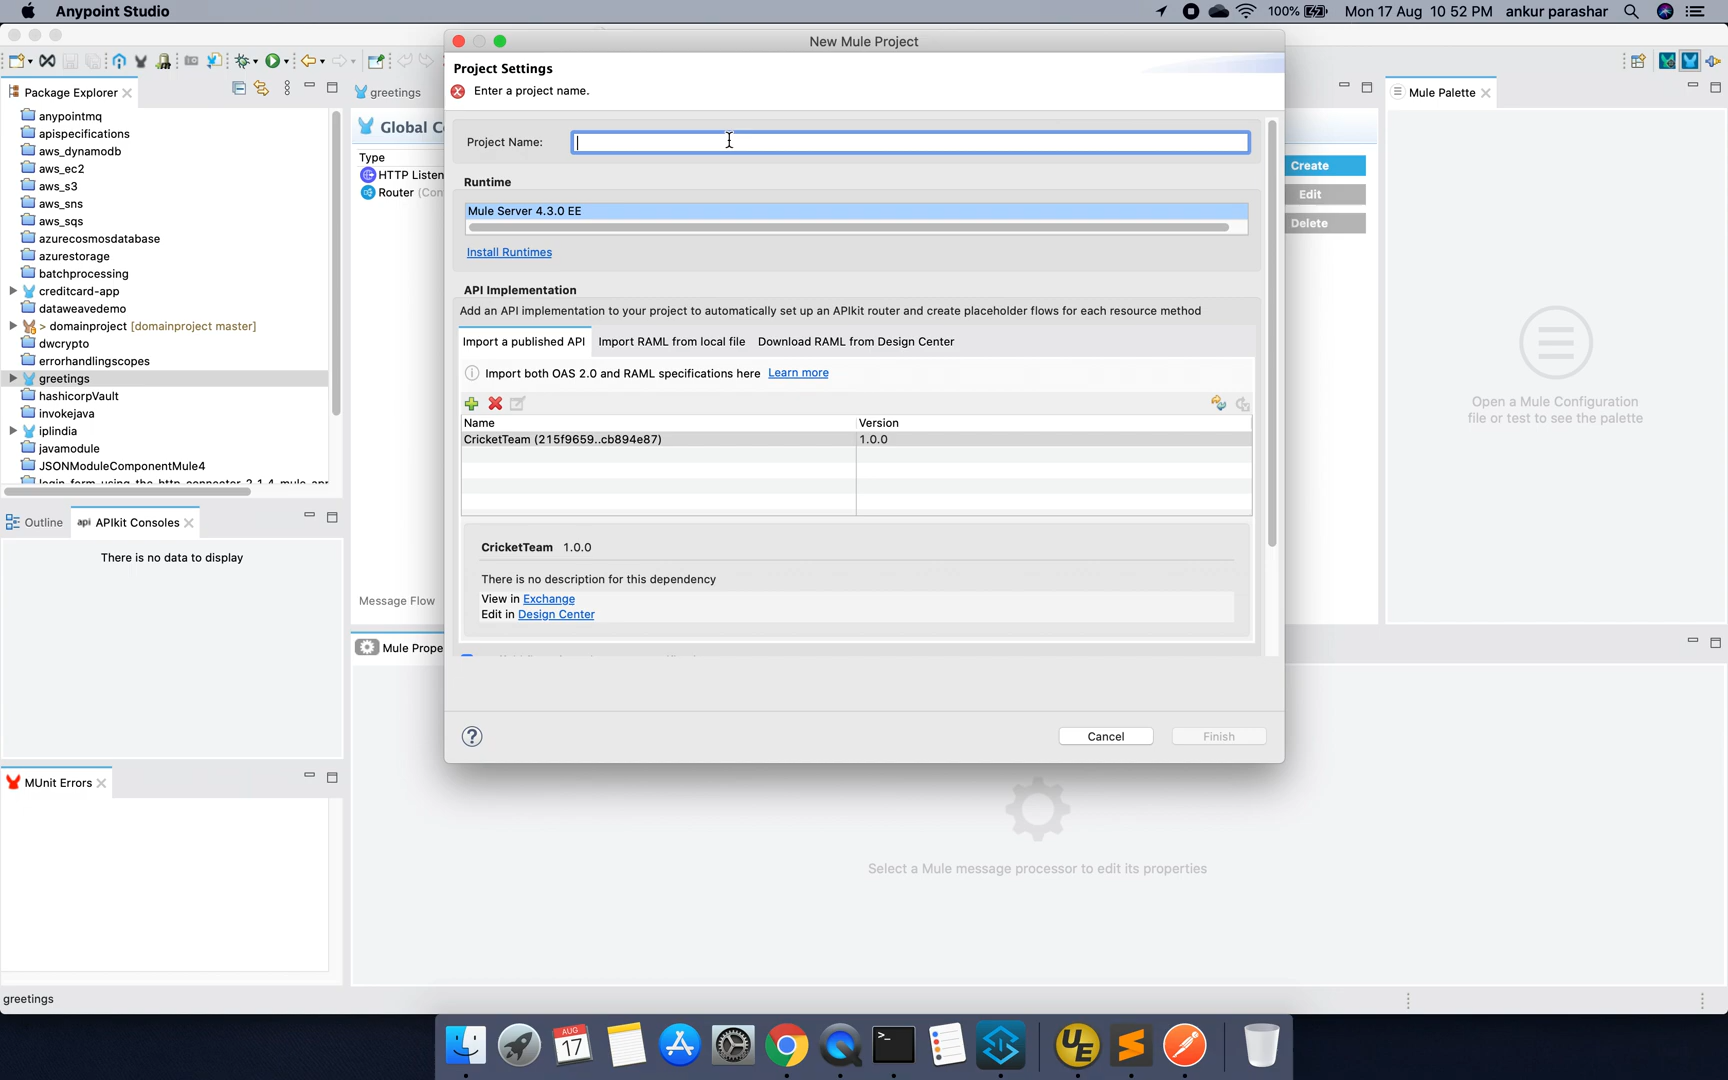 Anypoint Studio
100%
Mon 17 Aug 10 52 PM
ankur parashar
New Mule Project
Project Settings
Enter a project name.
Package Explorer
anypointmq
apispecifications
aws_dynamodb
aws_ec2
aws_s3
aws_sns
aws_sqs
azurecosmosdatabase
azurestorage
batchprocessing
creditcard-app
dataweavedemo
> domainproject [domainproject master]
dwcrypto
errorhandlingscopes
greetings
hashicorpVault
invokejava
iplindia
javamodule
JSONModuleComponentMule4
Outline
api APIkit Consoles
There is no data to display
MUnit Errors
greetings
greetings
Global C
Type
HTTP Listen
Router (Con
Message Flow
Mule Prope
Project Name:
Runtime
Mule Server 4.3.0 EE
Install Runtimes
API Implementation
Add an API implementation to your project to automatically set up an APIkit router and create placeholder flows for each resource method
Import a published API
Import RAML from local file
Download RAML from Design Center
Import both OAS 2.0 and RAML specifications here Learn more
Name
Version
CricketTeam (215f9659..cb894e87)
1.0.0
CricketTeam 1.0.0
There is no description for this dependency
View in Exchange
Edit in Design Center
Cancel
Finish
Create
Edit
Delete
Mule Palette
Open a Mule Configuration
file or test to see the palette
Select a Mule message processor to edit its properties
AUG
17
UE